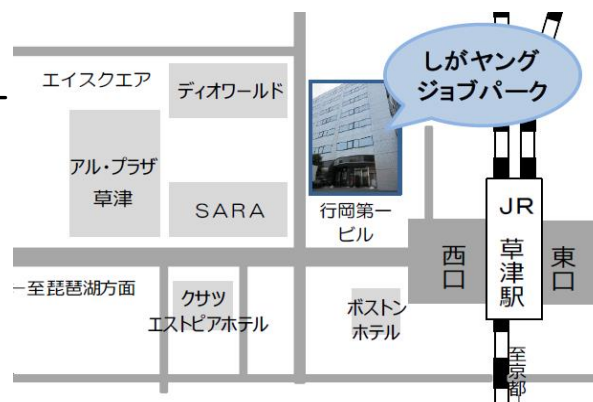 しがヤング
ジョブパーク
エイスクエア
ディオワールド
アル・プラザ
草津
SARA
行岡第一
ビル
JR
草津駅
西口
東口
至琵琶湖方面
クサツ
エストピアホテル
ボストン
ホテル
至京都